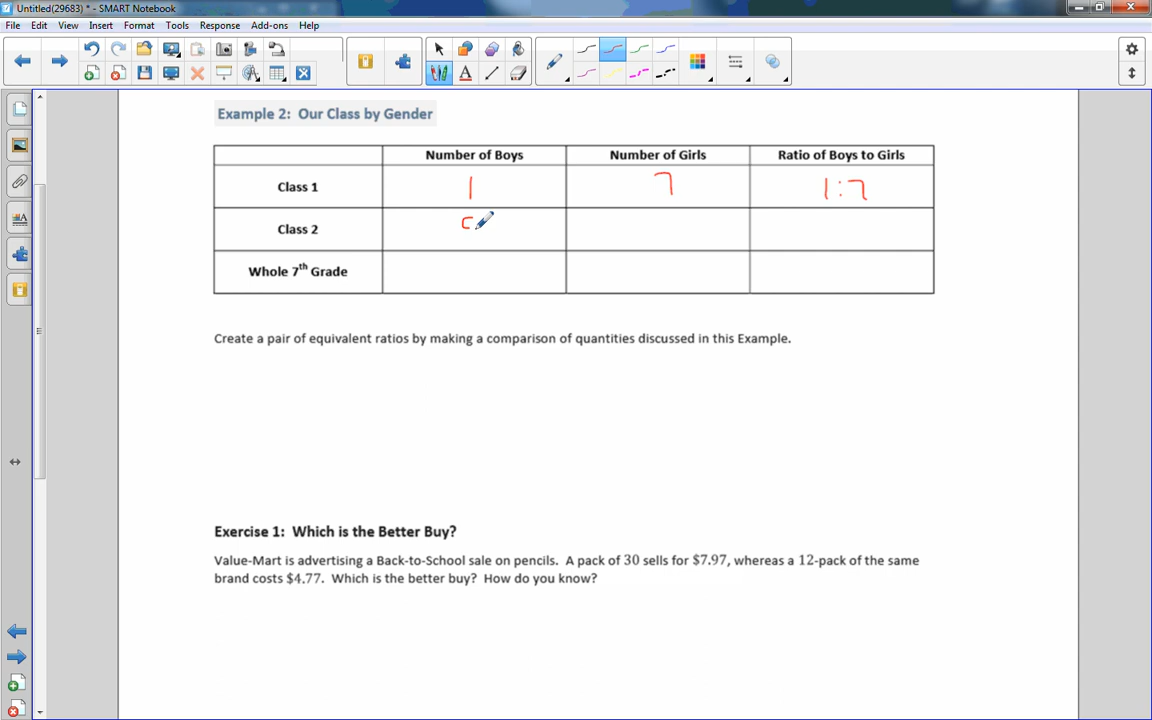 Untitled(29683) * - SMART Notebook
File Edit View Insert Format Tools Response Add-ons Help
Example 2: Our Class by Gender
Number of Boys Number of Girls Ratio of Boys to Girls
Class 1 1 7 1:7
Class 2
Whole 7th Grade
Create a pair of equivalent ratios by making a comparison of quantities discussed in this Example.
Exercise 1: Which is the Better Buy?
Value-Mart is advertising a Back-to-School sale on pencils. A pack of 30 sells for $7.97, whereas a 12-pack of the same
brand costs $4.77. Which is the better buy? How do you know?